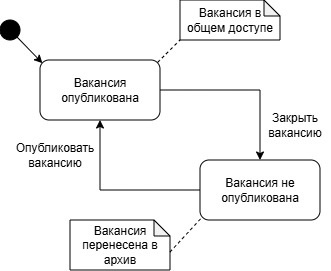 Вакансия в
общем доступе
Вакансия
опубликована
Закрыть
вакансию
Опубликовать
вакансию
Вакансия не
опубликована
Вакансия
перенесена в
архив